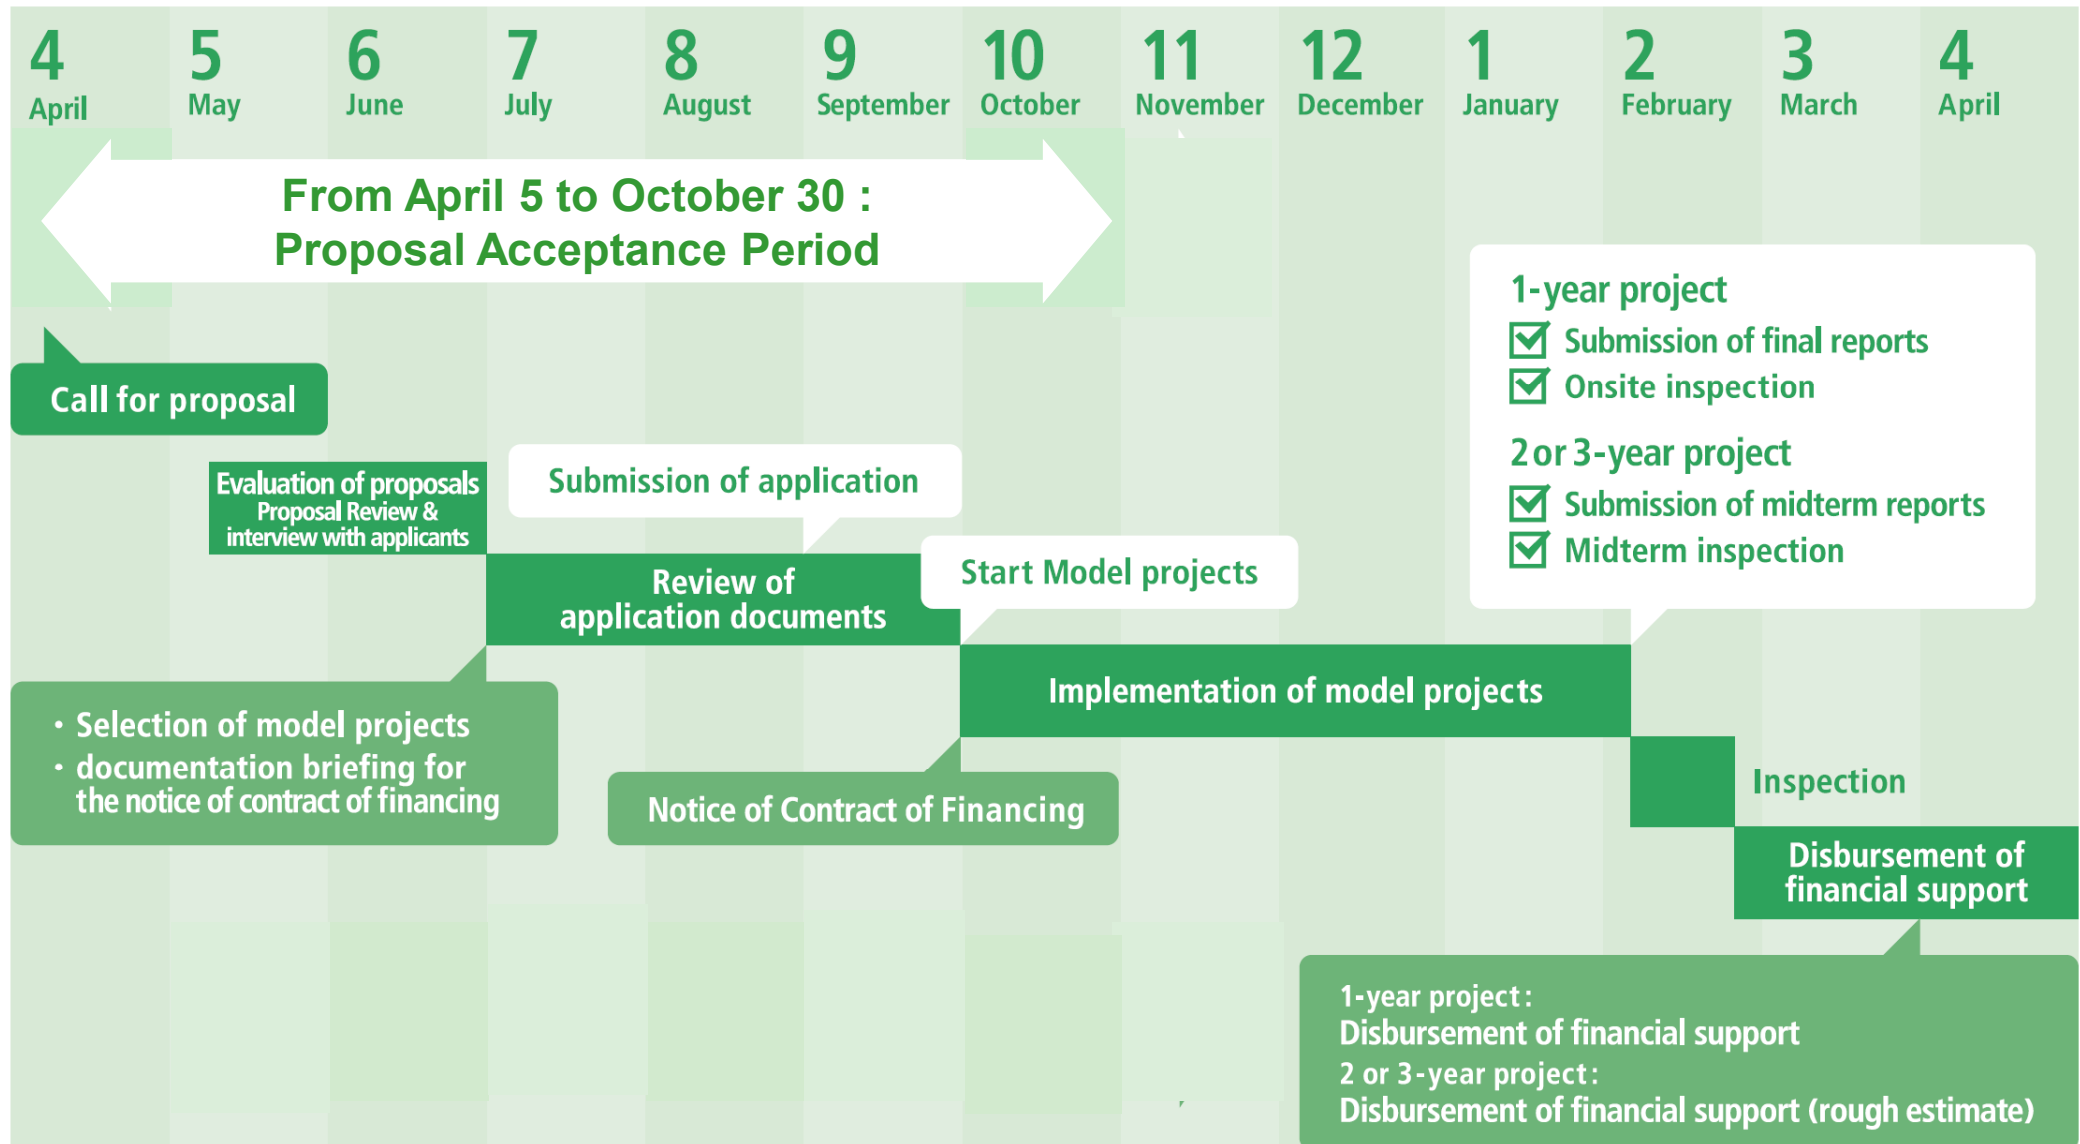 4
April
5
May
6
June
7
July
8
August
9
September
10
October
11
November
12
December
1
January
2
February
3
March
4
April
From April 5 to October 30 :
Proposal Acceptance Period
Call for proposal
Evaluation of proposals
Proposal Review &
interview with applicants
Submission of application
Review of
application documents
Start Model projects
1-year project
Submission of final reports
Onsite inspection
2 or 3-year project
Submission of midterm reports
Midterm inspection
・Selection of model projects
・documentation briefing for
the notice of contract of financing
Implementation of model projects
Notice of Contract of Financing
Inspection
Disbursement of
financial support
1-year project :
Disbursement of financial support
2 or 3-year project :
Disbursement of financial support (rough estimate)